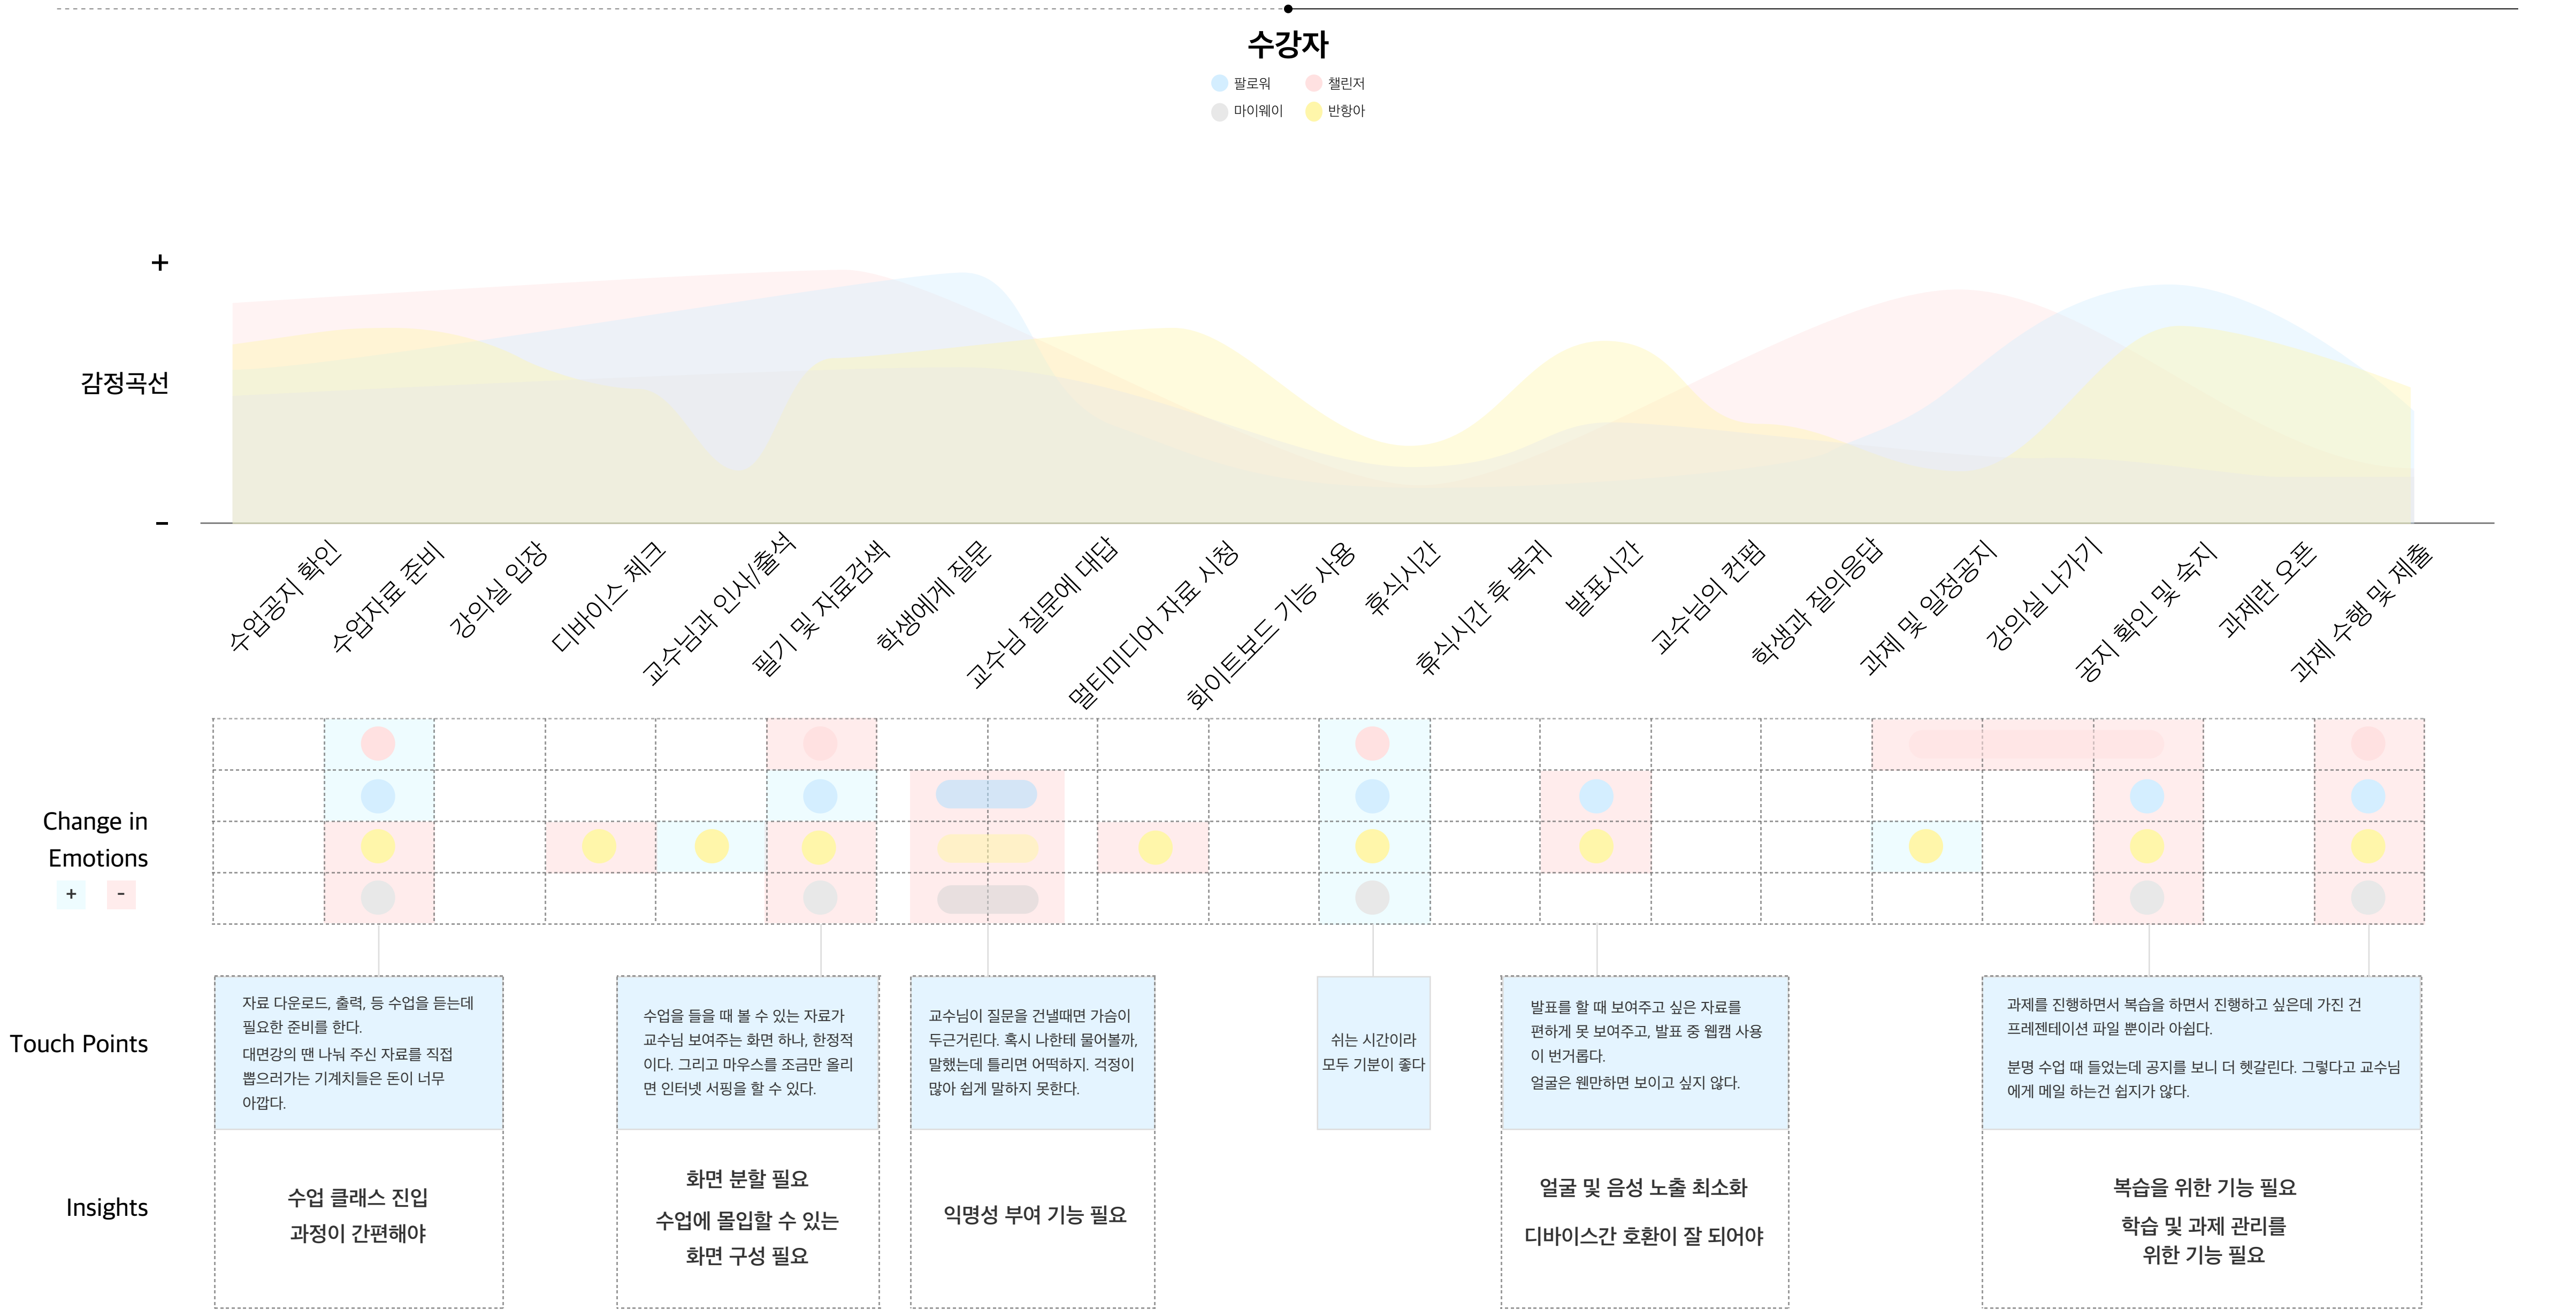 수강자
팔로워
챌린저
마이웨이
반항아
+
감정곡선
-
수업공지 확인
수업자료 준비
강의실 입장
디바이스 체크
교수님과 인사/출석
필기 및 자료검색
학생에게 질문
교수님 질문에 대답
멀티미디어 자료 시청
화이트보드 기능 사용
휴식시간
휴식시간 후 복귀
발표시간
교수님의 컨펌
학생과 질의응답
과제 및 일정공지
강의실 나가기
공지 확인 및 숙지
과제란 오픈
과제 수행 및 제출
Change in
Emotions
+
-
Touch Points
자료 다운로드, 출력, 등 수업을 듣는데
필요한 준비를 한다.
대면강의 땐 나눠 주신 자료를 직접
뽑으러가는 기계치들은 돈이 너무
아깝다.
수업을 들을 때 볼 수 있는 자료가
교수님 보여주는 화면 하나, 한정적
이다. 그리고 마우스를 조금만 올리
면 인터넷 서핑을 할 수 있다.
교수님이 질문을 건낼때면 가슴이
두근거린다. 혹시 나한테 물어볼까,
말했는데 틀리면 어떡하지. 걱정이
많아 쉽게 말하지 못한다.
쉬는 시간이라
모두 기분이 좋다
발표를 할 때 보여주고 싶은 자료를
편하게 못 보여주고, 발표 중 웹캠 사용
이 번거롭다.
얼굴은 웬만하면 보이고 싶지 않다.
과제를 진행하면서 복습을 하면서 진행하고 싶은데 가진 건
프레젠테이션 파일 뿐이라 아쉽다.
분명 수업 때 들었는데 공지를 보니 더 헷갈린다. 그렇다고 교수님
에게 메일 하는건 쉽지가 않다.
Insights
수업 클래스 진입
과정이 간편해야
화면 분할 필요
수업에 몰입할 수 있는
화면 구성 필요
익명성 부여 기능 필요
얼굴 및 음성 노출 최소화
디바이스간 호환이 잘 되어야
복습을 위한 기능 필요
학습 및 과제 관리를
위한 기능 필요